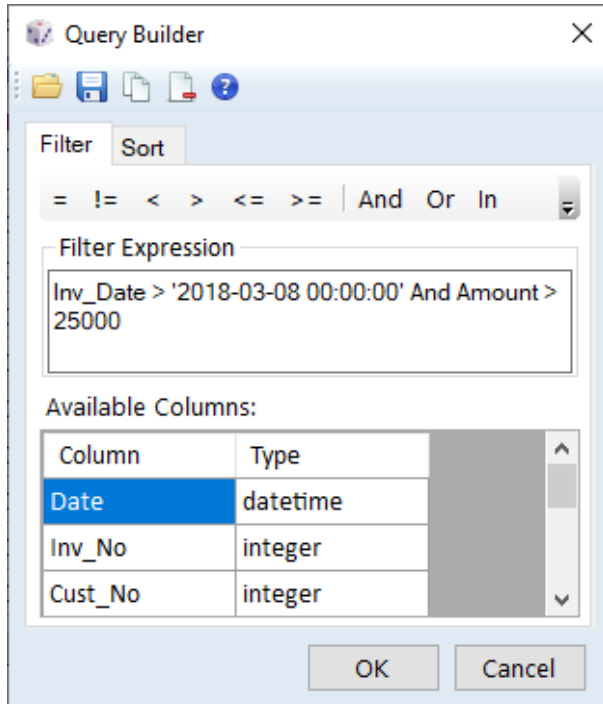 Query Builder
Filter Sort
= != < > <= >= And Or In
Filter Expression
Inv_Date > '2018-03-08 00:00:00' And Amount >
25000
Available Columns:
Column Type
Date datetime
Inv_No integer
Cust_No integer
OK Cancel